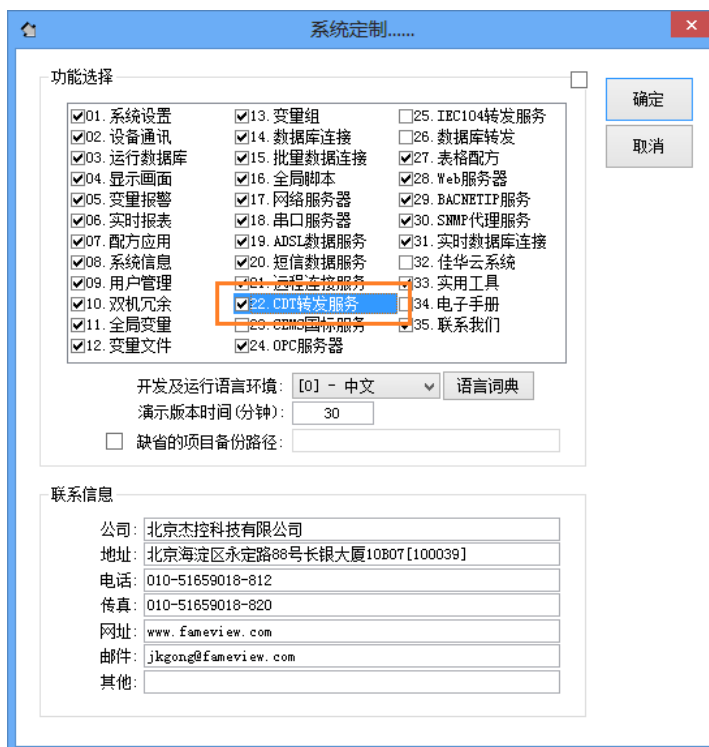 系统定制......
功能选择
确定
取消
01. 系统设置
02. 设备通讯
03. 运行数据库
04. 显示画面
05. 变量报警
06. 实时报表
07. 配方应用
08. 系统信息
09. 用户管理
10. 双机冗余
11. 全局变量
12. 变量文件
13. 变量组
14. 数据库连接
15. 批量数据连接
16. 全局脚本
17. 网络服务器
18. 串口服务器
19. ADSL数据服务
20. 短信数据服务
21. 远程连接服务
22. CDT转发服务
23. CEMS国标服务
24. OPC服务器
25. IEC104转发服务
26. 数据库转发
27. 表格配方
28. Web服务器
29. BACNETIP服务
30. SNMP代理服务
31. 实时数据库连接
32. 佳华云系统
33. 实用工具
34. 电子手册
35. 联系我们
开发及运行语言环境: [0] - 中文 语言词典
演示版本时间(分钟): 30
缺省的项目备份路径:
联系信息
公司: 北京杰控科技有限公司
地址: 北京海淀区永定路88号长银大厦10B07[100039]
电话: 010-51659018-812
传真: 010-51659018-820
网址: www.fameview.com
邮件: jkgong@fameview.com
其他: